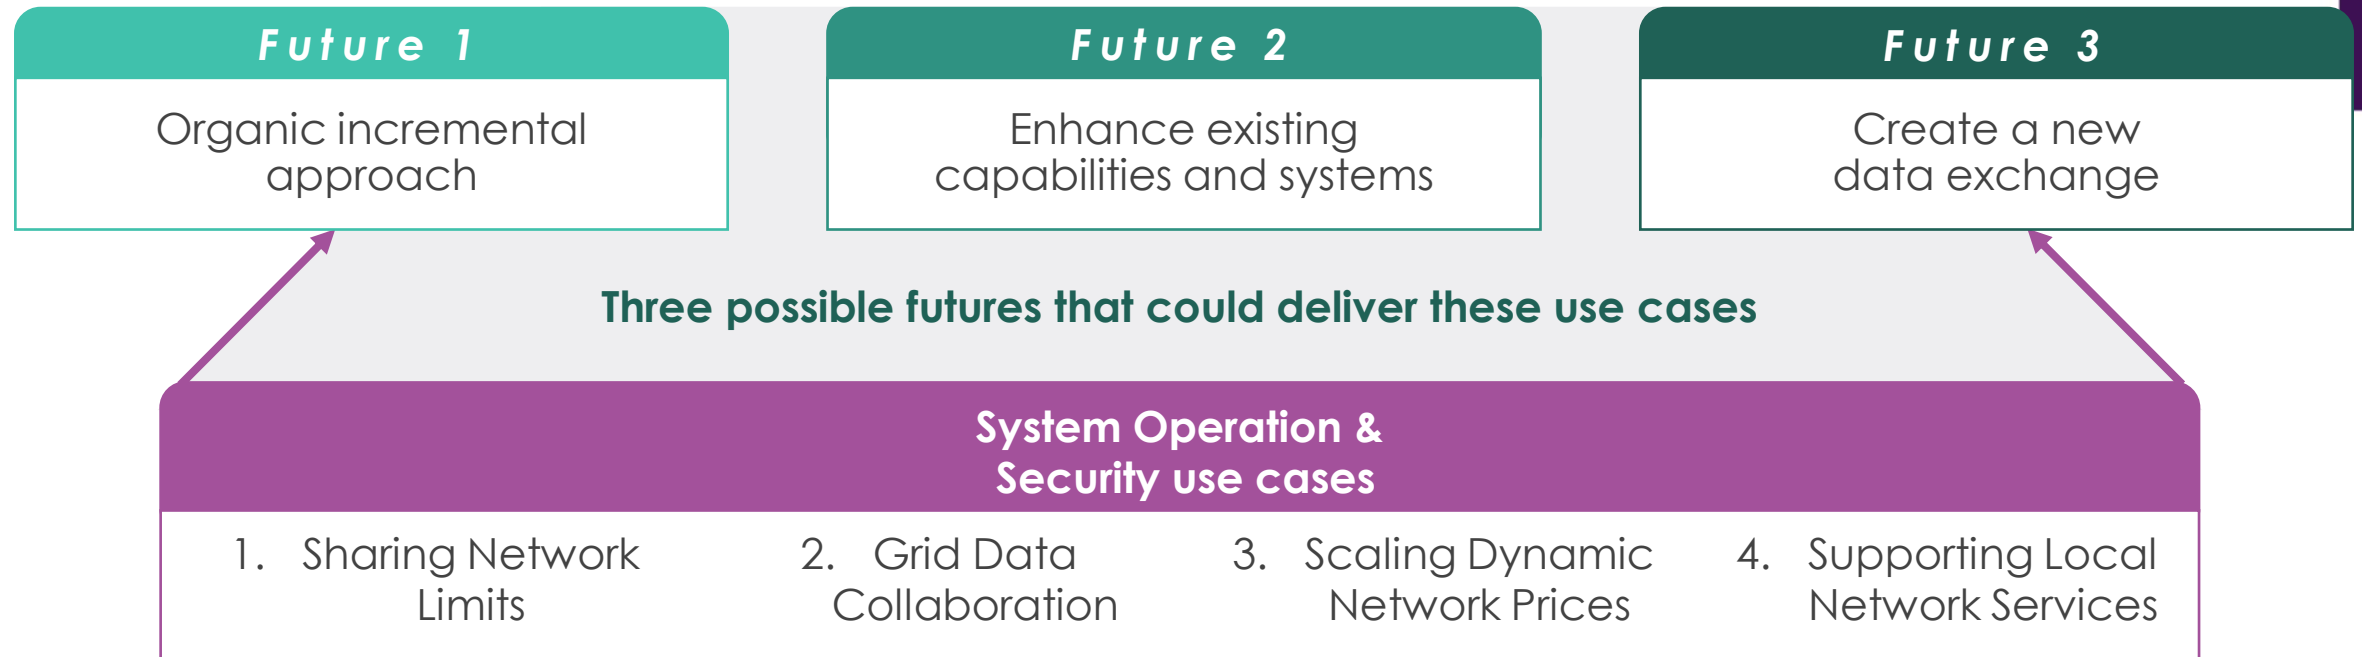 Future 1
Organic incremental
approach
Future 2
Enhance existing
capabilities and systems
Future 3
Create a new
data exchange
Three possible futures that could deliver these use cases
System Operation &
Security use cases
1. Sharing Network
Limits
2. Grid Data
Collaboration
3. Scaling Dynamic
Network Prices
4. Supporting Local
Network Services